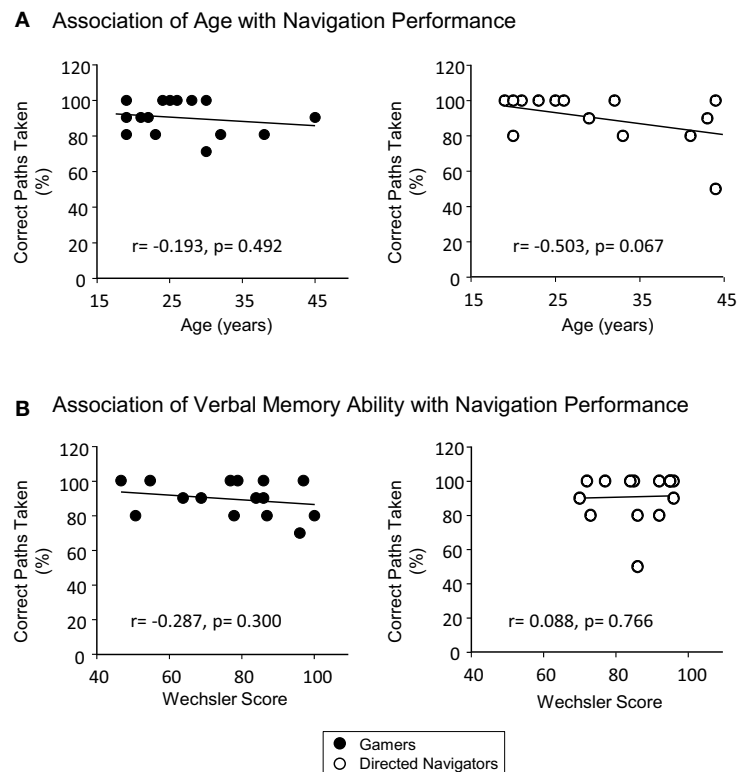 A Association of Age with Navigation Performance
Correct Paths Taken
(%)
120
100
80
60
40
20
0
r= -0.193, p= 0.492
15 25 35 45
Age (years)
Correct Paths Taken
(%)
120
100
80
60
40
20
0
r= -0.503, p= 0.067
15 25 35 45
Age (years)
B Association of Verbal Memory Ability with Navigation Performance
Correct Paths Taken
(%)
120
100
80
60
40
20
0
r= -0.287, p= 0.300
40 60 80 100
Wechsler Score
Correct Paths Taken
(%)
120
100
80
60
40
20
0
r= 0.088, p= 0.766
40 60 80 100
Wechsler Score
Gamers
Directed Navigators